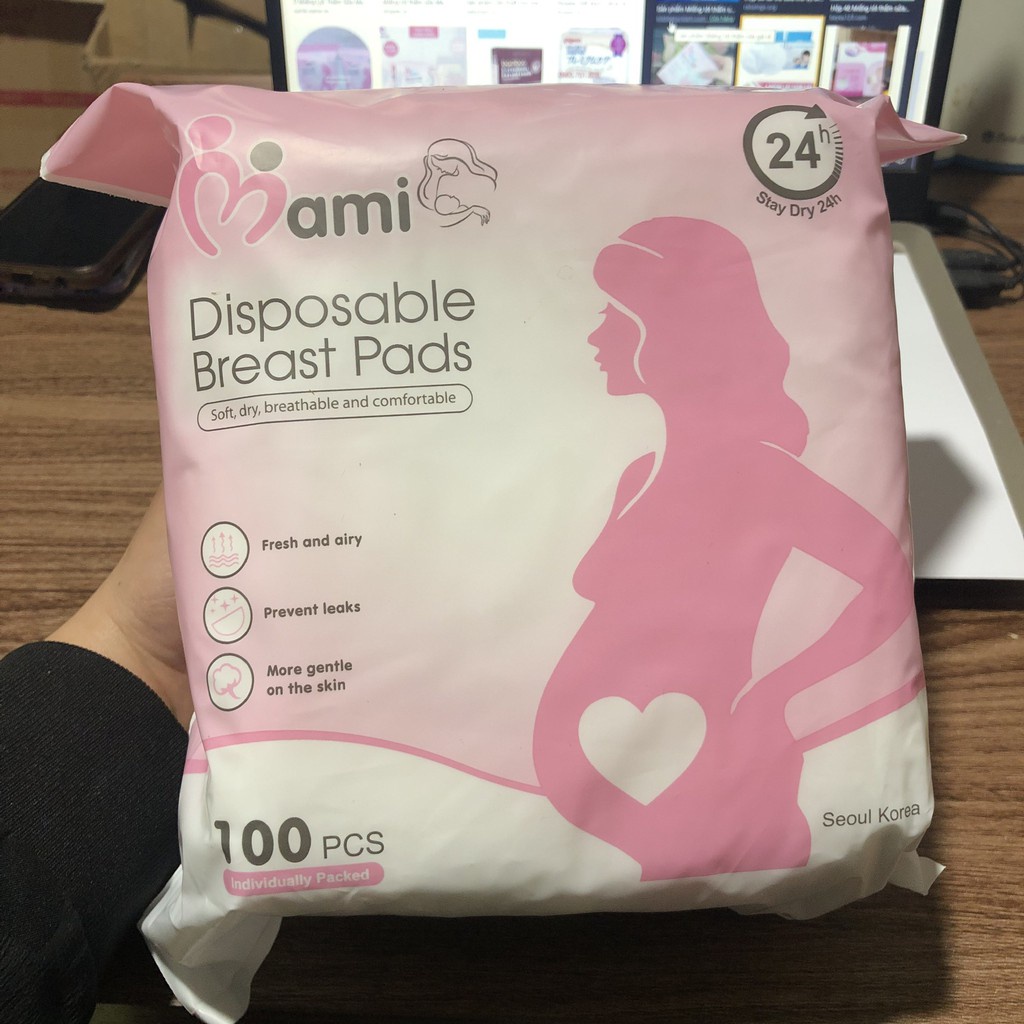 Mami
24h
Stay Dry 24h
Disposable
Breast Pads
Soft, dry, breathable and comfortable
Fresh and airy
Prevent leaks
More gentle
on the skin
100 PCS
Individually Packed
Seoul Korea